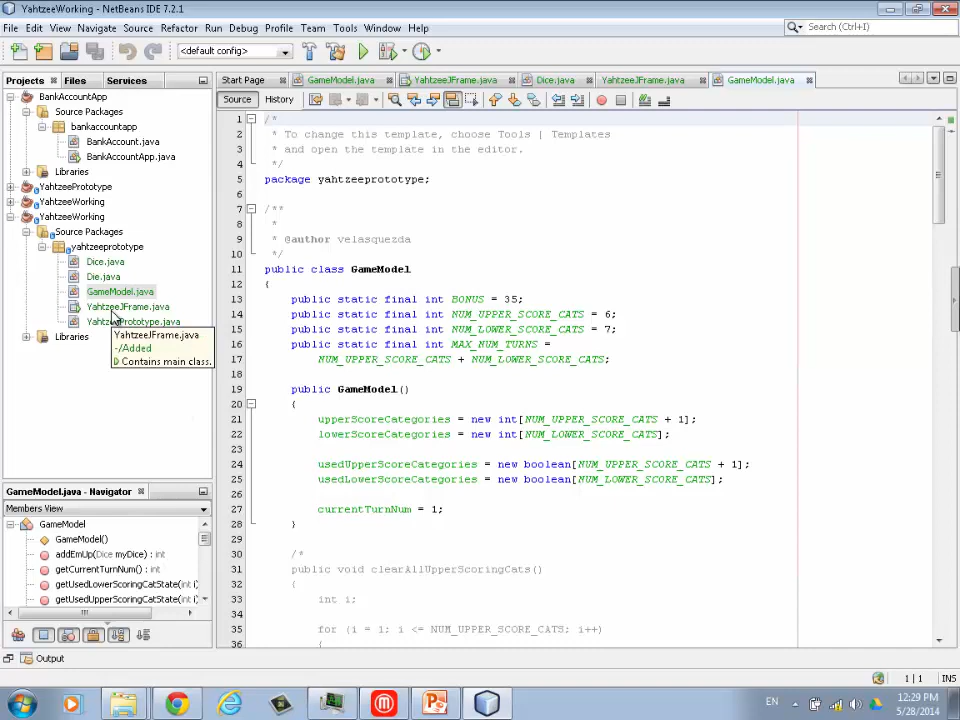 YahtzeeWorking - NetBeans IDE 7.2.1
File Edit View Navigate Source Refactor Run Debug Profile Team Tools Window Help
Search (Ctrl+I)
<default config>
Projects Files Services
Start Page GameModel.java YahtzeeJFrame.java Dice.java YahtzeeJFrame.java GameModel.java
Source History
BankAccountApp
Source Packages
bankaccountapp
BankAccount.java
BankAccountApp.java
Libraries
YahtzeePrototype
YahtzeeWorking
YahtzeeWorking
Source Packages
yahtzeeprototype
Dice.java
Die.java
GameModel.java
YahtzeeJFrame.java
YahtzeePrototype.java
Libraries
YahtzeeJFrame.java
-/Added
Contains main class.
1 /*
2 * To change this template, choose Tools | Templates
3 * and open the template in the editor.
4 */
5 package yahtzeeprototype;
6
7 /**
8 *
9 * @author velasquezda
10 */
11 public class GameModel
12 {
13 public static final int BONUS = 35;
14 public static final int NUM_UPPER_SCORE_CATS = 6;
15 public static final int NUM_LOWER_SCORE_CATS = 7;
16 public static final int MAX_NUM_TURNS =
17 NUM_UPPER_SCORE_CATS + NUM_LOWER_SCORE_CATS;
18
19 public GameModel()
20 {
21 upperScoreCategories = new int[NUM_UPPER_SCORE_CATS + 1];
22 lowerScoreCategories = new int[NUM_LOWER_SCORE_CATS];
23
24 usedUpperScoreCategories = new boolean[NUM_UPPER_SCORE_CATS + 1];
25 usedLowerScoreCategories = new boolean[NUM_LOWER_SCORE_CATS];
26
27 currentTurnNum = 1;
28 }
29
30 /*
31 public void clearAllUpperScoringCats()
32 {
33 int i;
34
35 for (i = 1; i <= NUM_UPPER_SCORE_CATS; i++)
36 {
GameModel.java - Navigator
Members View
GameModel
GameModel()
addEmUp(Dice myDice) : int
getCurrentTurnNum() : int
getUsedLowerScoringCatState(int i)
getUsedUpperScoringCatState(int i)
Output
1 | 1 INS
EN
12:29 PM
5/28/2014